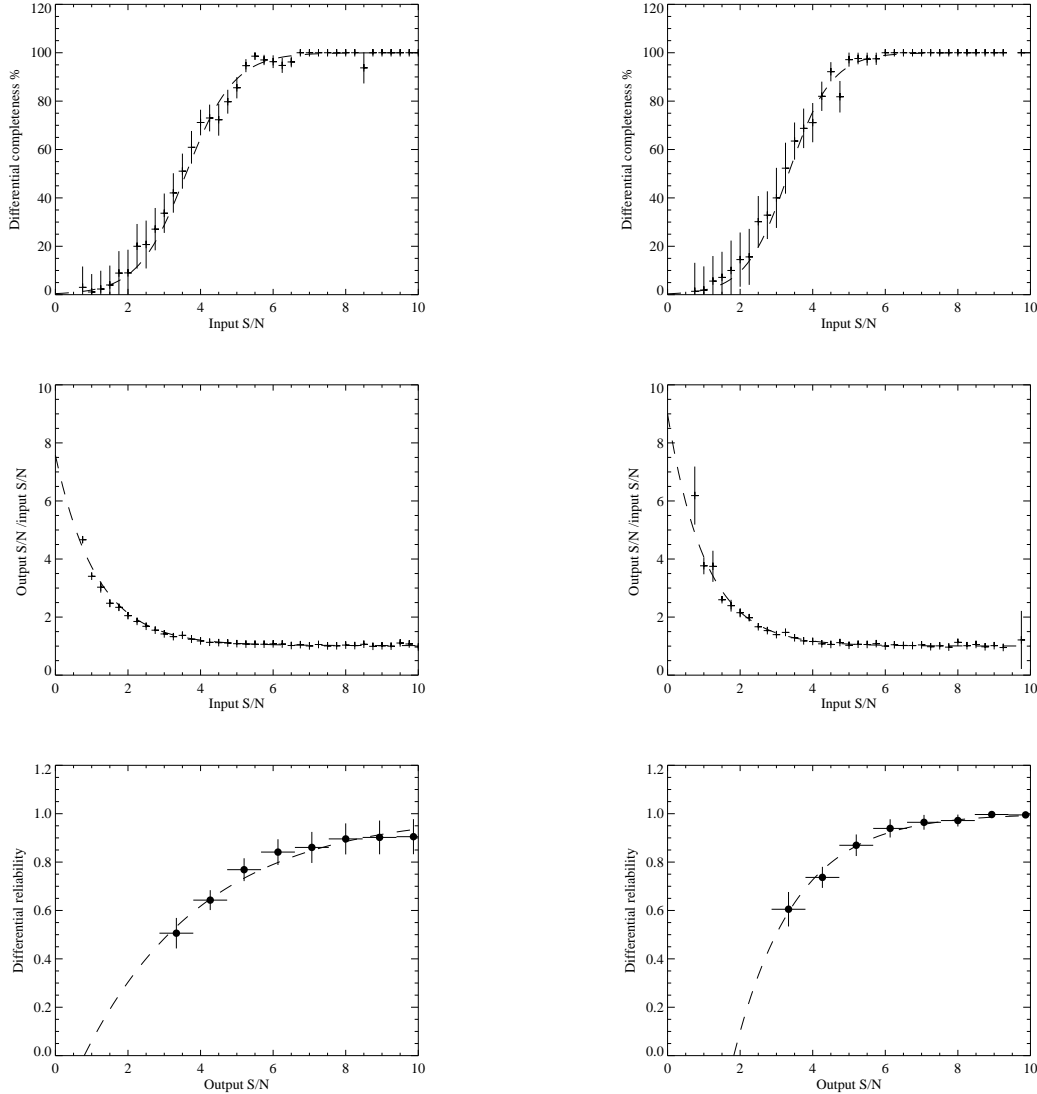 120
100
80
60
40
20
0
Differential completeness %
0 2 4 6 8 10
Input S/N
120
100
80
60
40
20
0
Differential completeness %
0 2 4 6 8 10
Input S/N
10
8
6
4
2
0
Output S/N /input S/N
0 2 4 6 8 10
Input S/N
10
8
6
4
2
0
Output S/N /input S/N
0 2 4 6 8 10
Input S/N
1.2
1.0
0.8
0.6
0.4
0.2
0.0
Differential reliability
0 2 4 6 8 10
Output S/N
1.2
1.0
0.8
0.6
0.4
0.2
0.0
Differential reliability
0 2 4 6 8 10
Output S/N